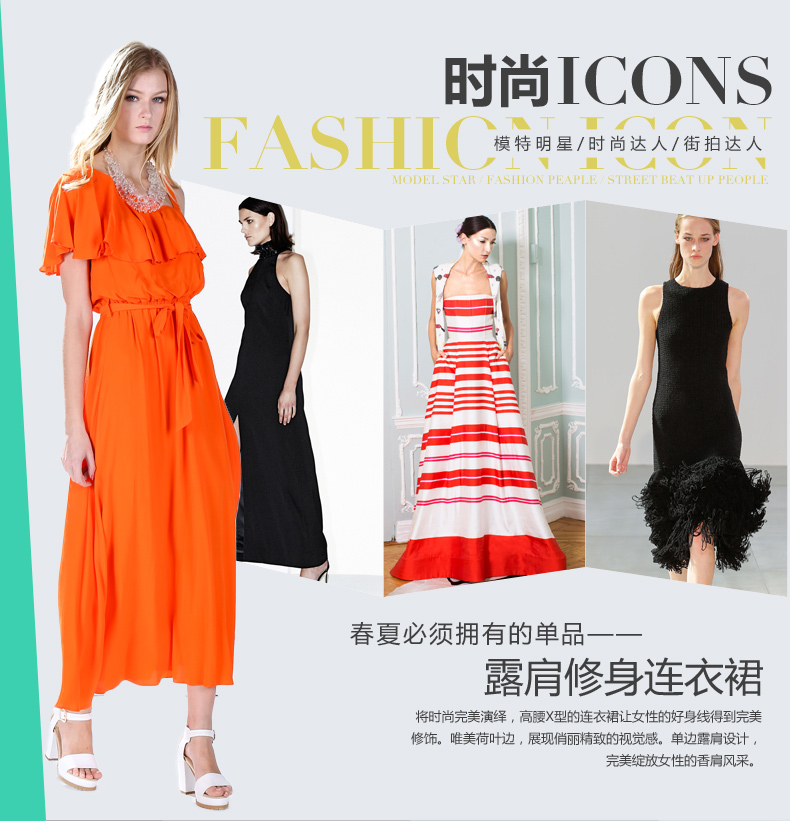 时尚ICONS
FASHION ICON
模特明星/时尚达人/街拍达人
MODEL STAR / FASHION PEAPLE / STREET BEAT UP PEOPLE
春夏必须拥有的单品——
露肩修身连衣裙
将时尚完美演绎，高腰X型的连衣裙让女性的好身线得到完美
修饰。唯美荷叶边，展现俏丽精致的视觉感。单边露肩设计，
完美绽放女性的香肩风采。